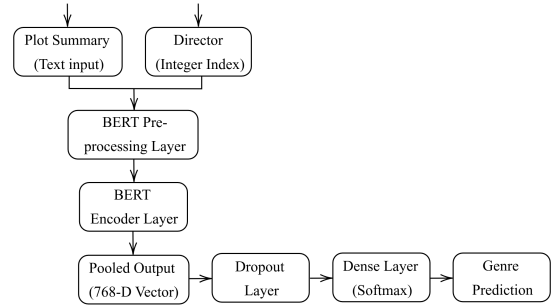 Plot Summary
(Text input)
Director
(Integer Index)
BERT Pre-
processing Layer
BERT
Encoder Layer
Pooled Output
(768-D Vector)
Dropout
Layer
Dense Layer
(Softmax)
Genre
Prediction